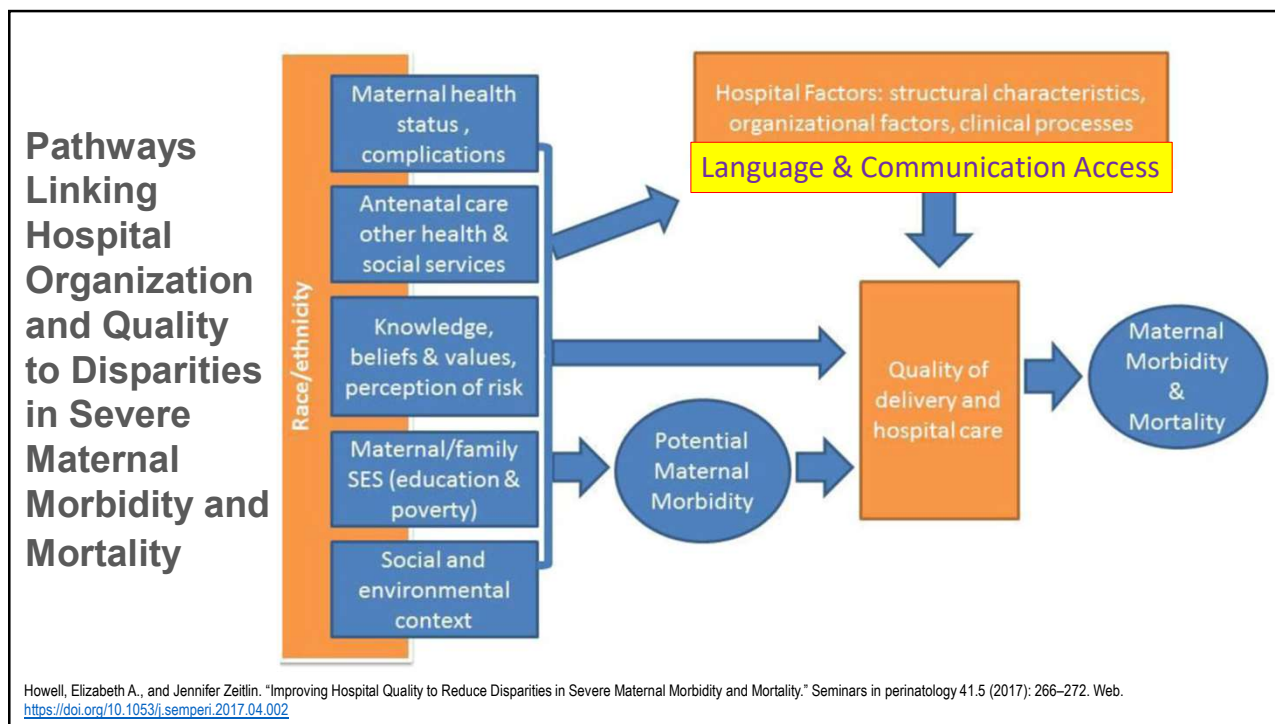 Pathways
Linking
Hospital
Organization
and Quality
to Disparities
in Severe
Maternal
Morbidity and
Mortality
Race/ethnicity
Maternal health
status ,
complications
Antenatal care
other health &
social services
Knowledge,
beliefs & values,
perception of risk
Maternal/family
SES (education &
poverty)
Social and
environmental
context
Hospital Factors: structural characteristics,
organizational factors, clinical processes
Language & Communication Access
Potential
Maternal
Morbidity
Quality of
delivery and
hospital care
Maternal
Morbidity
&
Mortality
Howell, Elizabeth A., and Jennifer Zeitlin. “Improving Hospital Quality to Reduce Disparities in Severe Maternal Morbidity and Mortality.” Seminars in perinatology 41.5 (2017): 266–272. Web.
https://doi.org/10.1053/j.semperi.2017.04.002